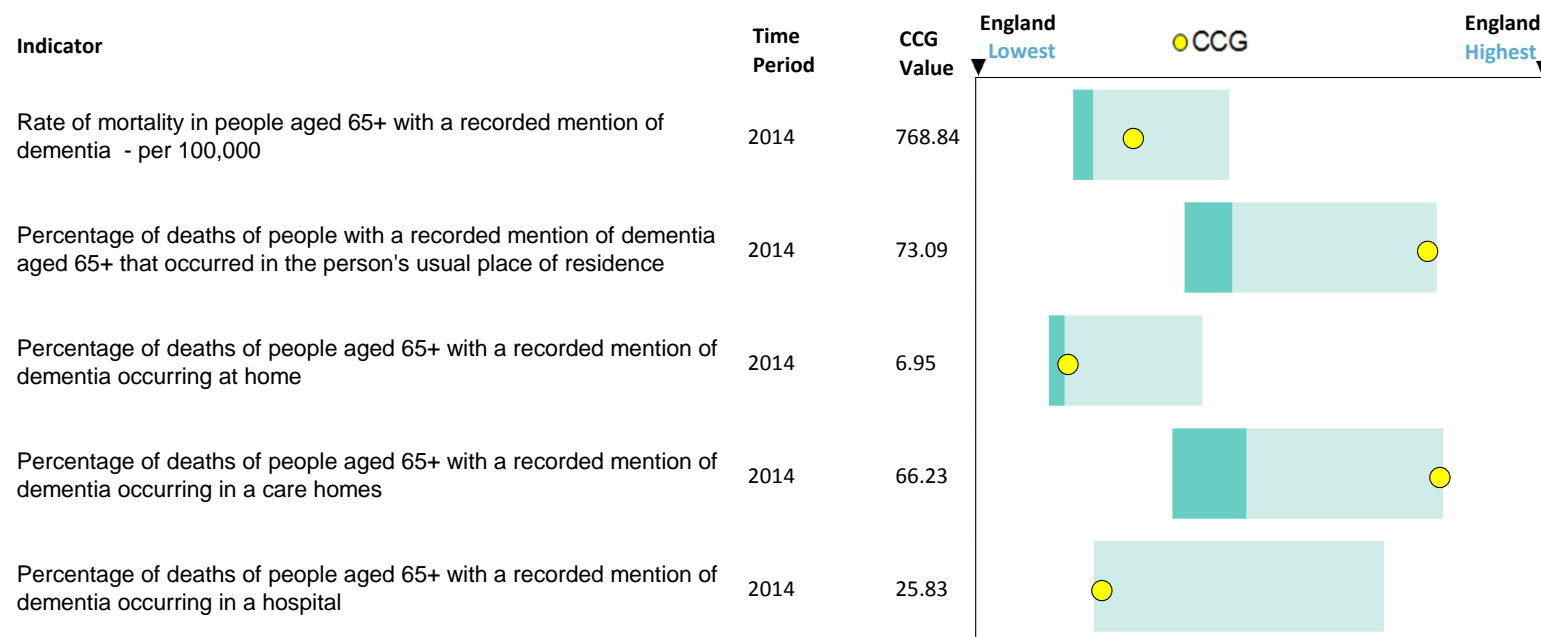 Indicator
Time
Period
CCG
Value
England
Lowest
CCG
England
Highest
Rate of mortality in people aged 65+ with a recorded mention of
dementia  - per 100,000
2014
768.84
Percentage of deaths of people with a recorded mention of dementia
aged 65+ that occurred in the person's usual place of residence
2014
73.09
Percentage of deaths of people aged 65+ with a recorded mention of
dementia occurring at home
2014
6.95
Percentage of deaths of people aged 65+ with a recorded mention of
dementia occurring in a care homes
2014
66.23
Percentage of deaths of people aged 65+ with a recorded mention of
dementia occurring in a hospital
2014
25.83